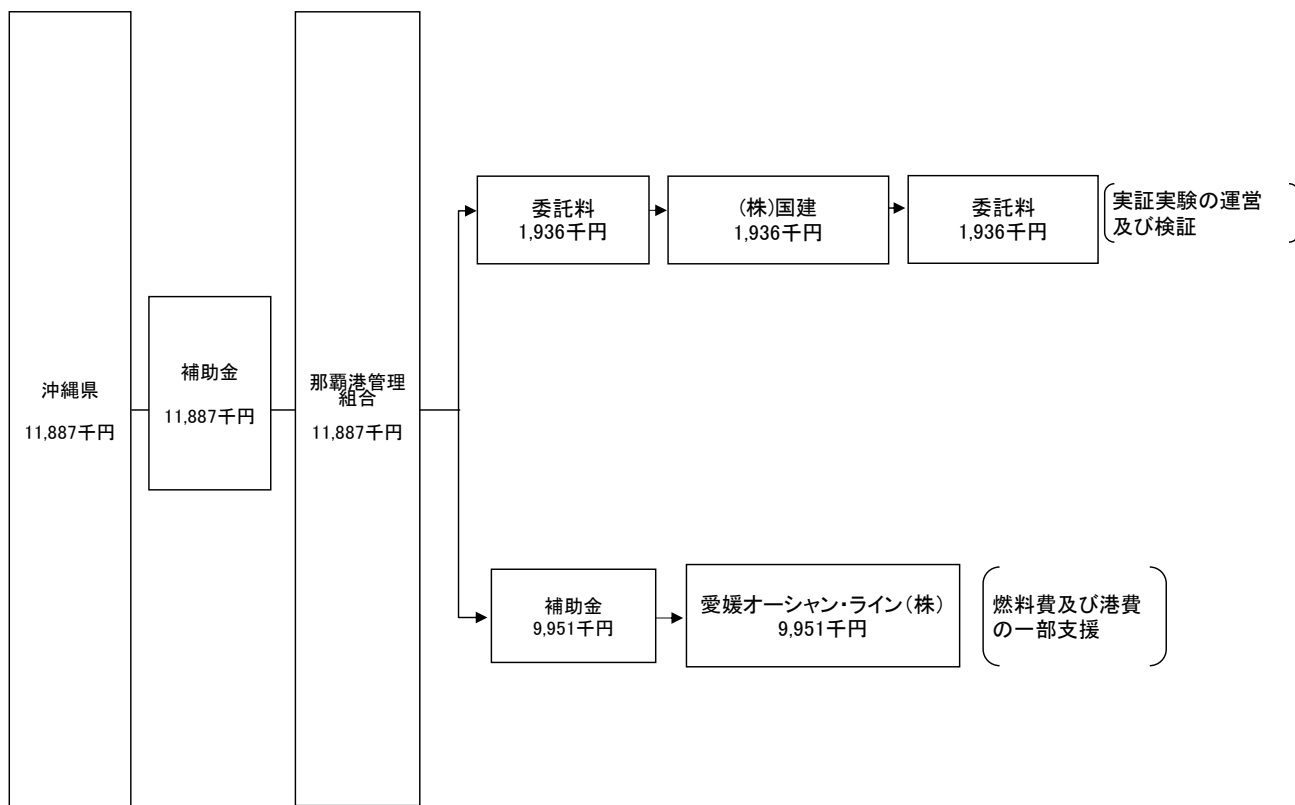 沖縄県
11,887千円
補助金
11,887千円
那覇港管理
組合
11,887千円
委託料
1,936千円
(株)国建
1,936千円
委託料
1,936千円
実証実験の運営
及び検証
補助金
9,951千円
愛媛オーシャン・ライン(株)
9,951千円
燃料費及び港費
の一部支援